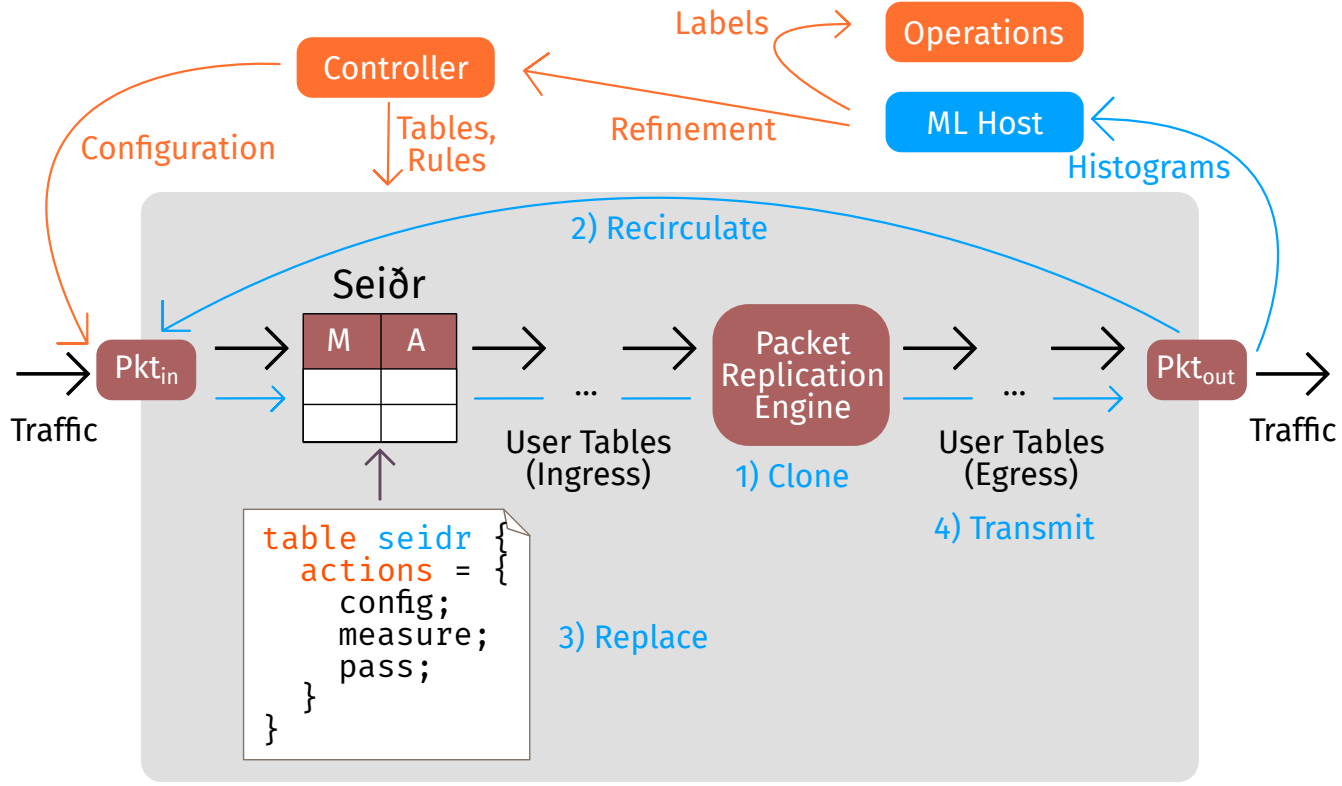 Labels
Operations
Controller
ML Host
Configuration
Tables,
Rules
Refinement
Histograms
2) Recirculate
Seiðr
M
A
Pktin
...
Packet
Replication
Engine
...
Pktout
Traffic
User Tables
(Ingress)
1) Clone
User Tables
(Egress)
Traffic
4) Transmit
table seidr {
actions = {
config;
measure;
pass;
}
}
3) Replace